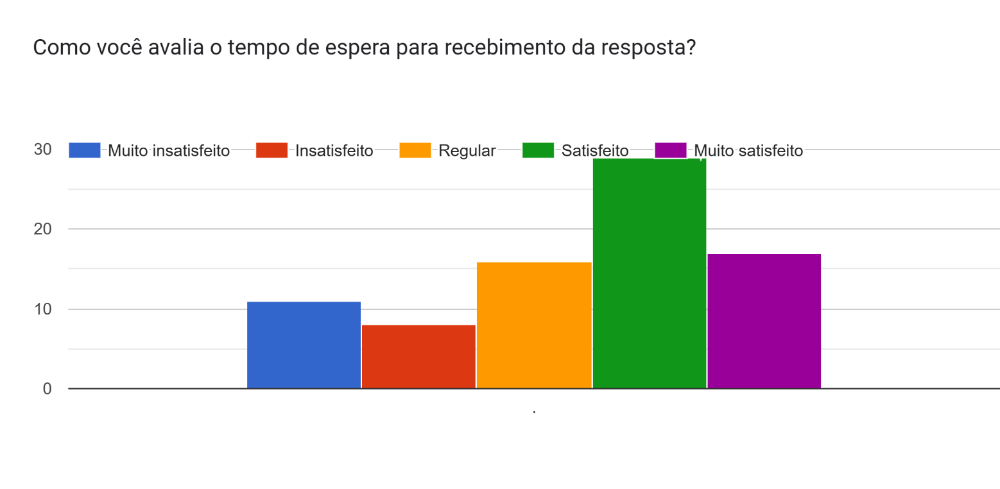 Como você avalia o tempo de espera para recebimento da resposta?
30 Muito insatisfeito Insatisfeito Regular Satisfeito Muito satisfeito
20
10
0
.